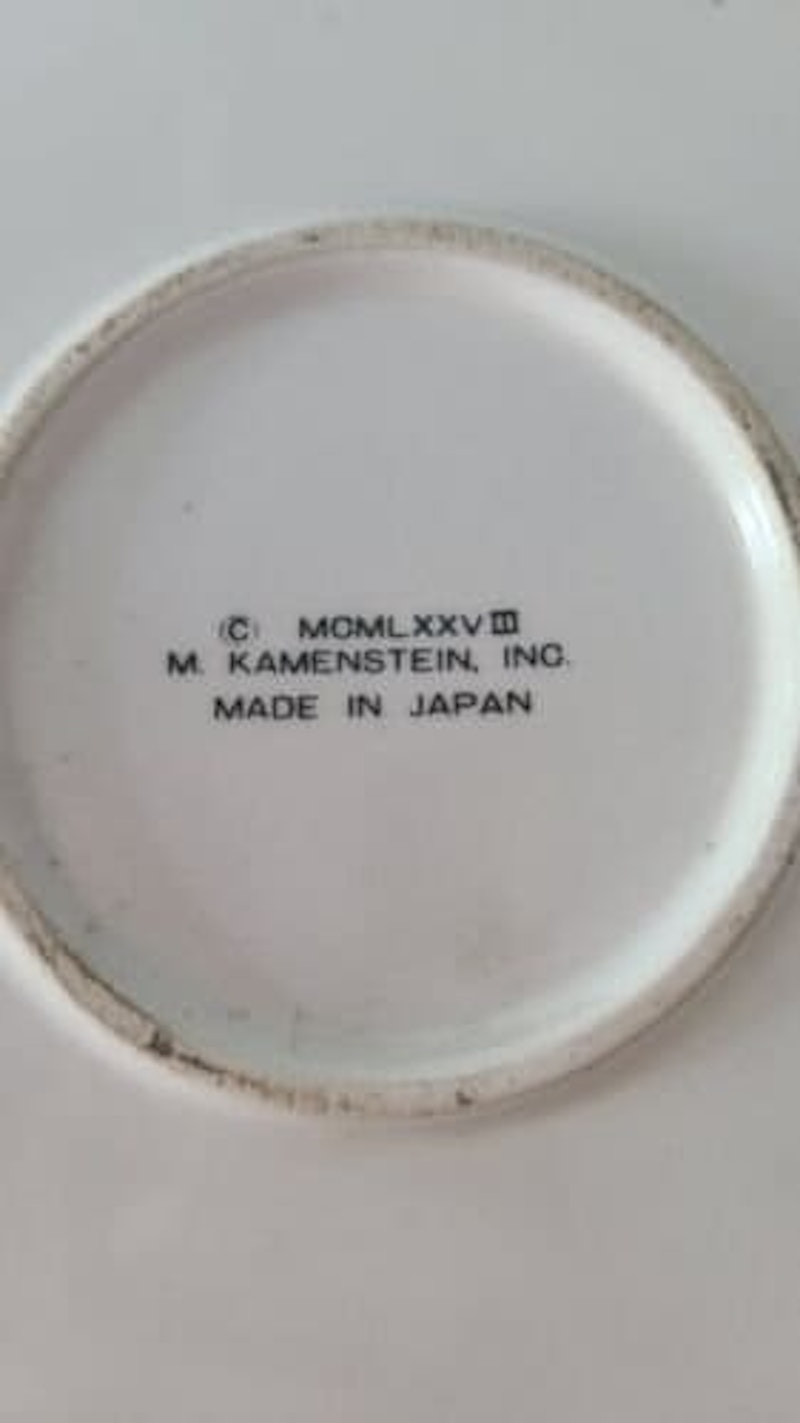 (C) MCMLXXVIII
M. KAMENSTEIN, INC.
MADE IN JAPAN